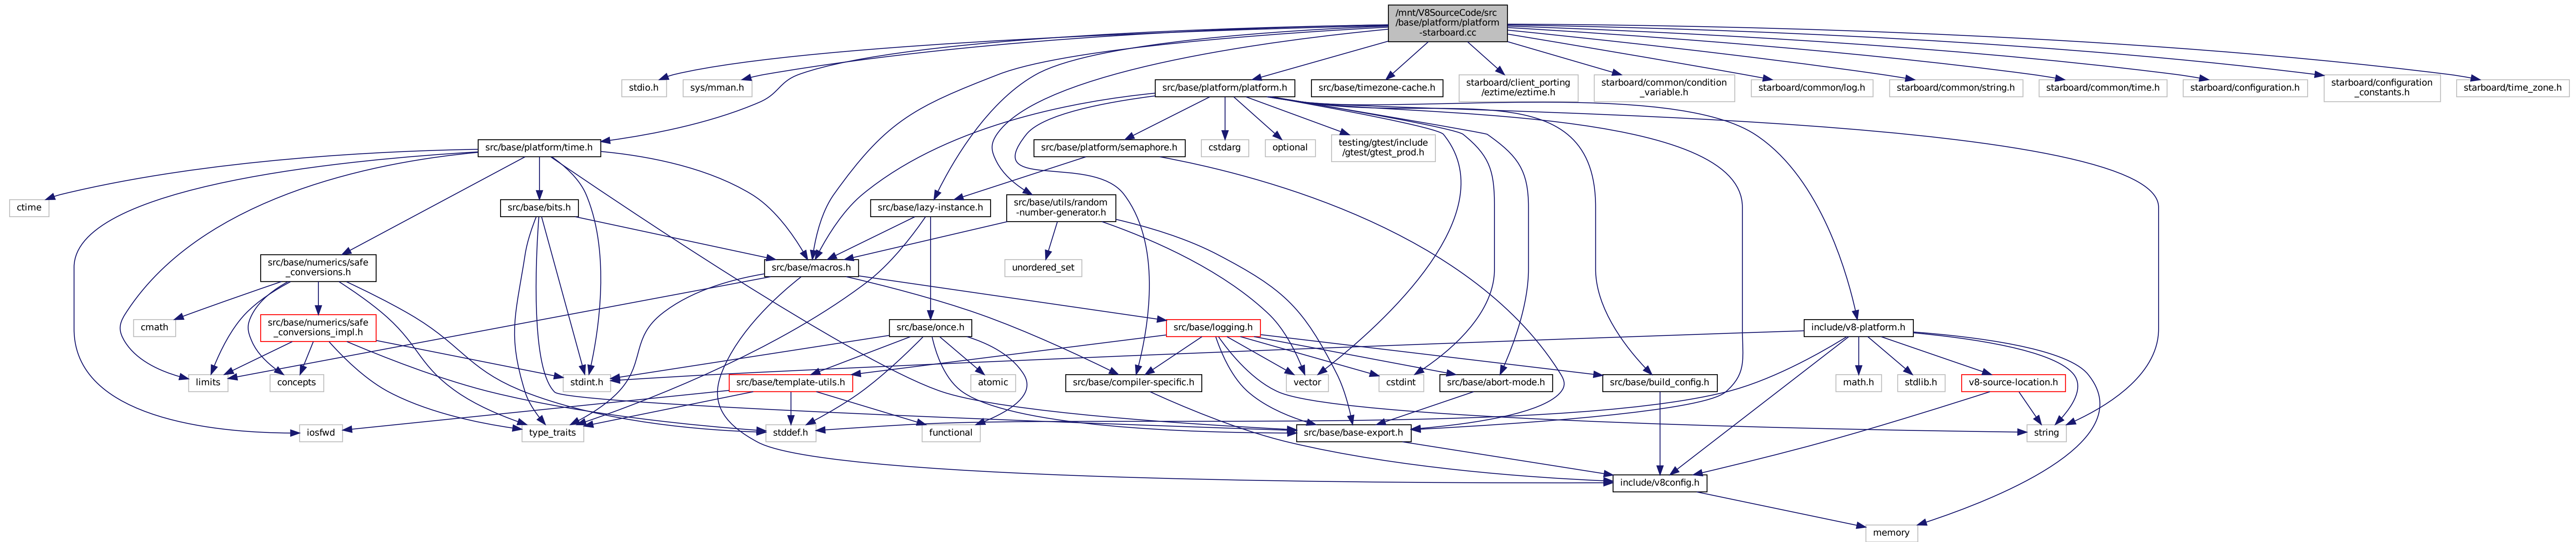 /mnt/V8SourceCode/src
/base/platform/platform
-starboard.cc
stdio.h
sys/mman.h
src/base/platform/platform.h
src/base/timezone-cache.h
starboard/client_porting
/eztime/eztime.h
starboard/common/condition
_variable.h
starboard/common/log.h
starboard/common/string.h
starboard/common/time.h
starboard/configuration.h
starboard/configuration
_constants.h
starboard/time_zone.h
src/base/platform/time.h
src/base/platform/semaphore.h
cstdarg
optional
testing/gtest/include
/gtest/gtest_prod.h
ctime
src/base/bits.h
src/base/lazy-instance.h
src/base/utils/random
-number-generator.h
src/base/numerics/safe
_conversions.h
src/base/macros.h
unordered_set
cmath
src/base/numerics/safe
_conversions_impl.h
src/base/once.h
src/base/logging.h
include/v8-platform.h
limits
concepts
stdint.h
src/base/template-utils.h
atomic
src/base/compiler-specific.h
vector
cstdint
src/base/abort-mode.h
src/base/build_config.h
math.h
stdlib.h
v8-source-location.h
iosfwd
type_traits
stddef.h
functional
src/base/base-export.h
string
include/v8config.h
memory